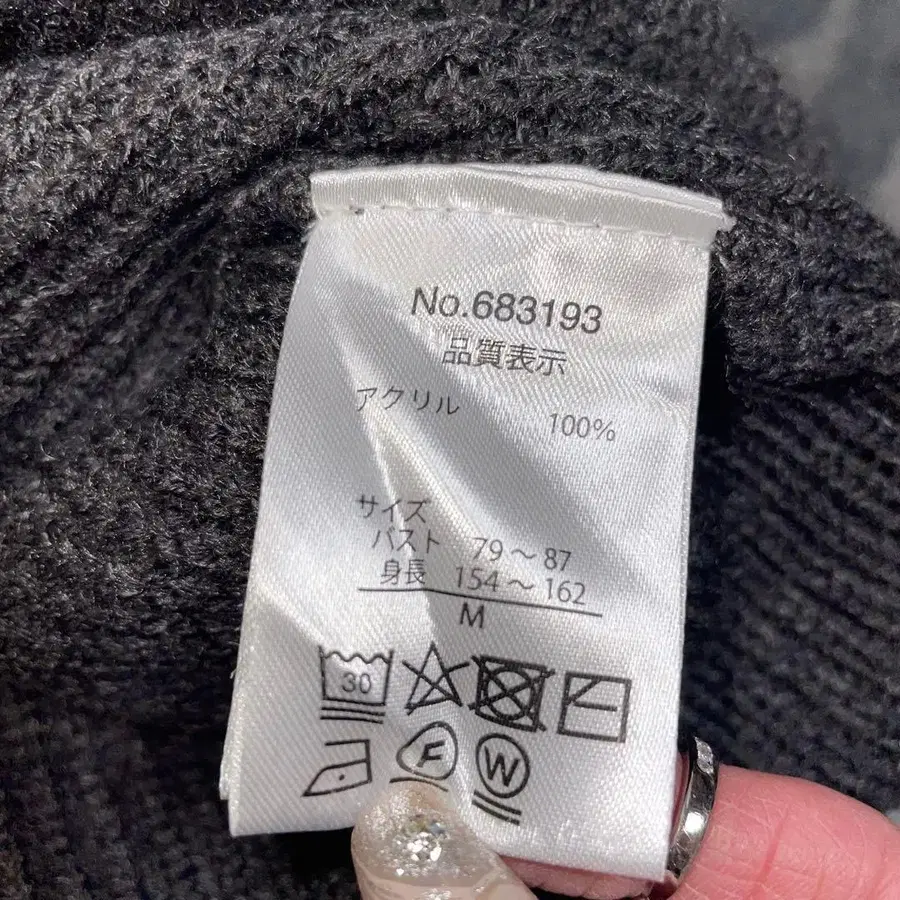 No.683193
品質表示
アクリル 100%
サイズ
バスト 79～87
身長 154～162
M
30
F W